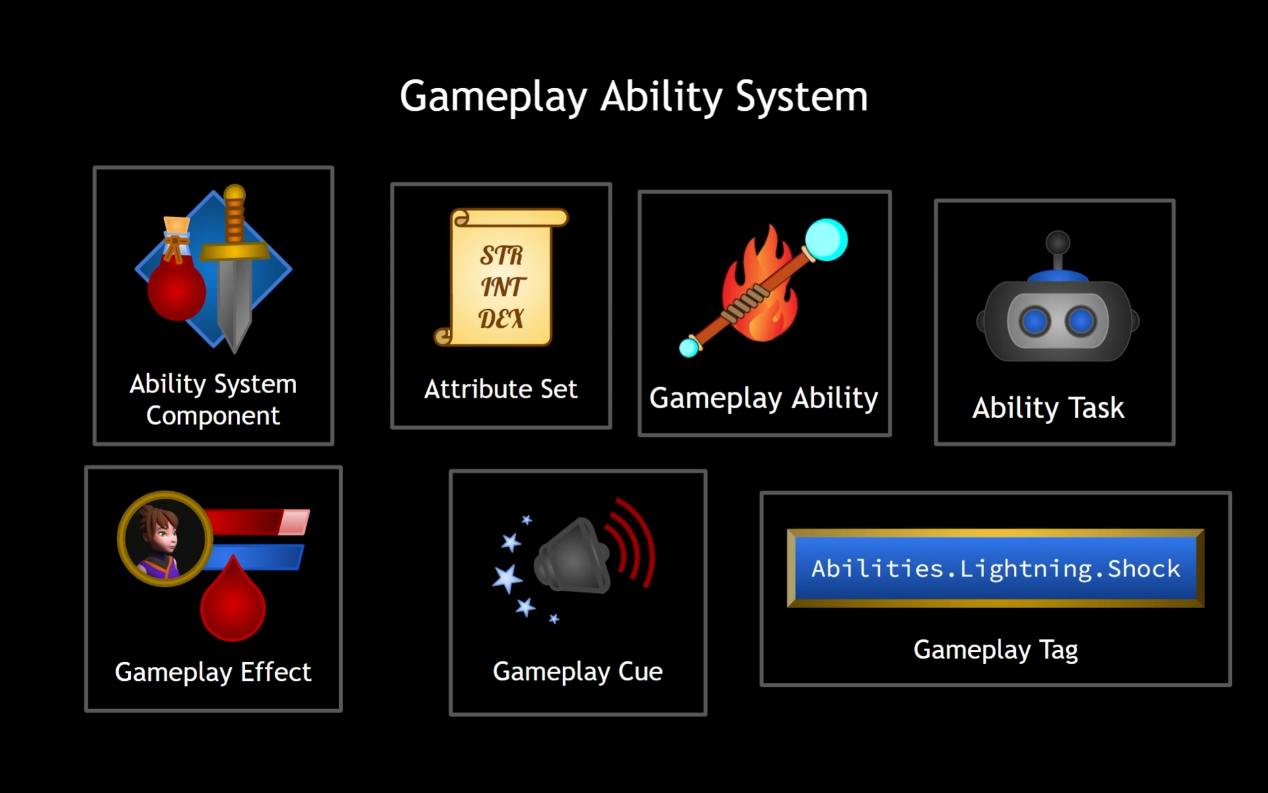 Gameplay Ability System
STR
INT
DEX
Ability System
Component
Attribute Set
Gameplay Ability
Ability Task
Abilities.Lightning.Shock
Gameplay Effect
Gameplay Cue
Gameplay Tag